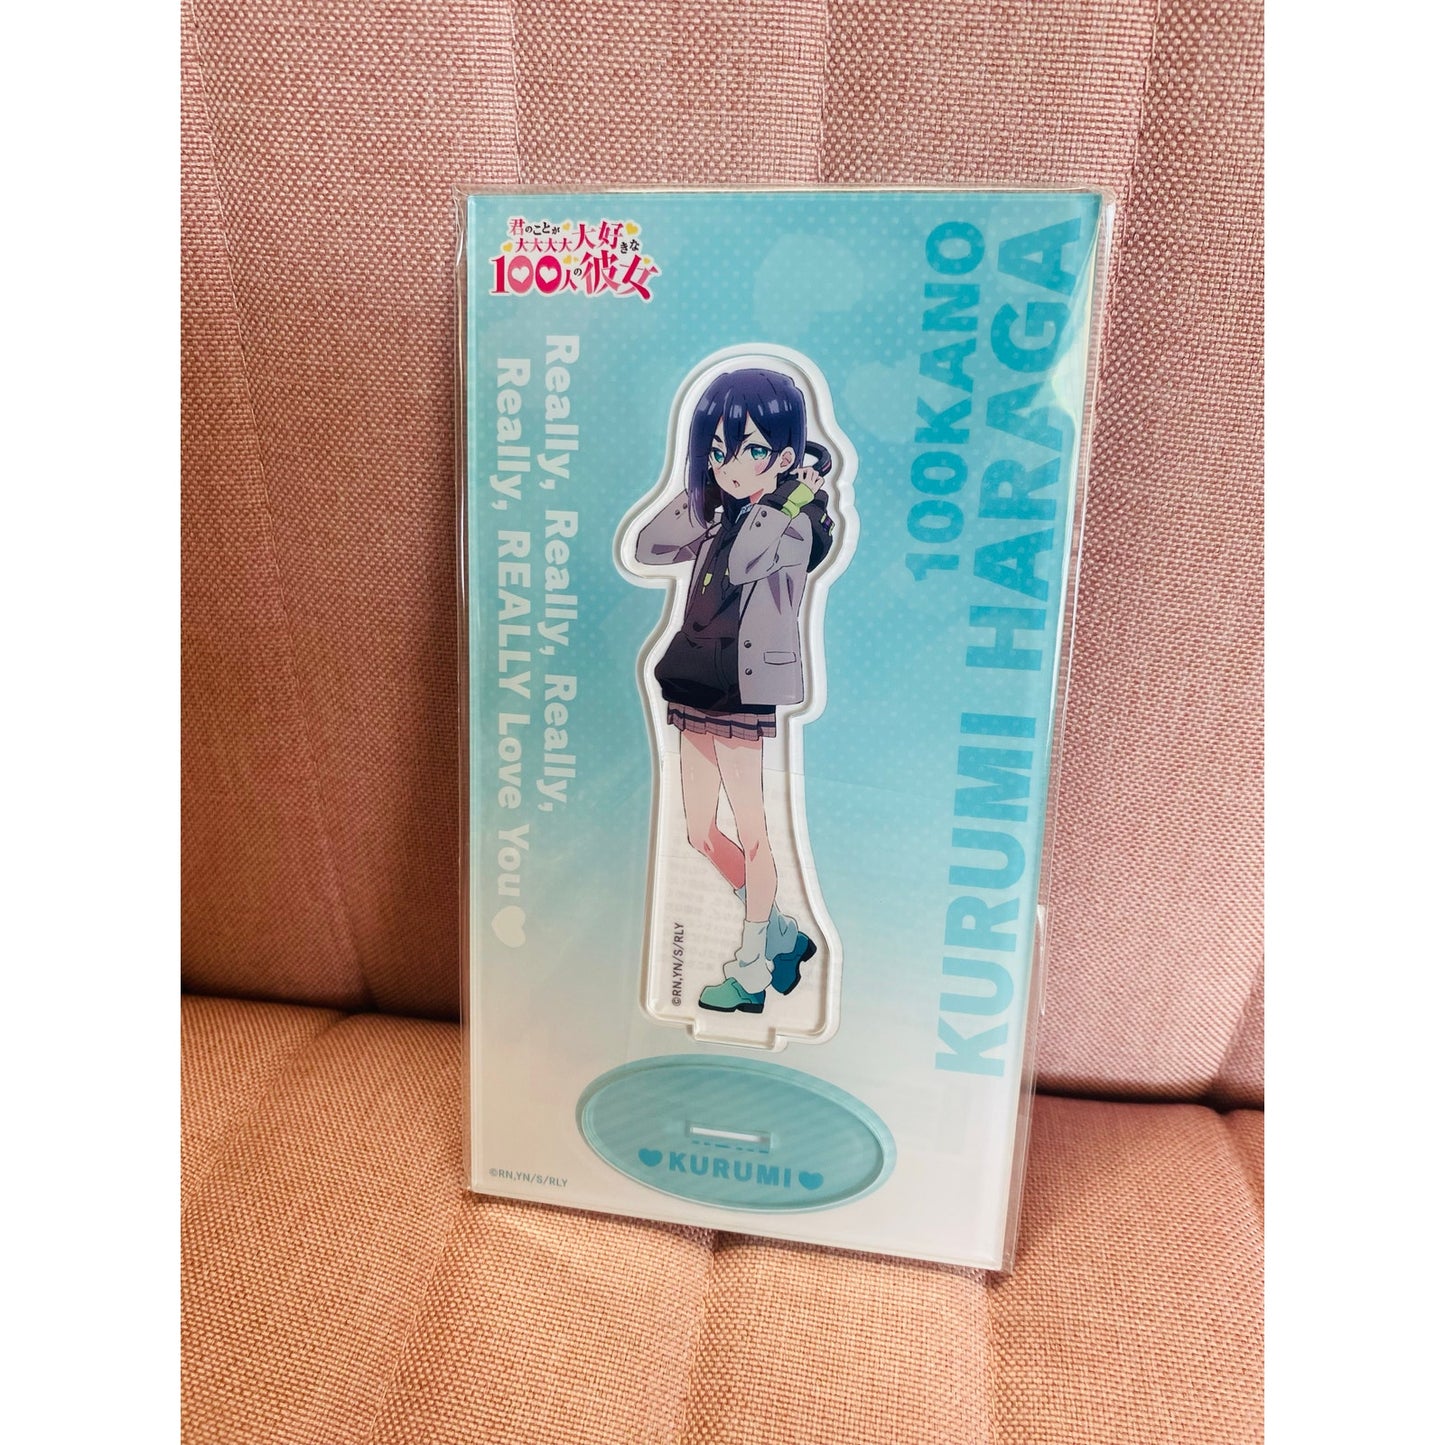 君のことが
大大大大大好きな
100人の彼女
Really, Really, Really,
Really, REALLY Love You
100KANO
KURUMI HARAGA
©RN,YN/S/RLY
KURUMI
©RN,YN/S/RLY